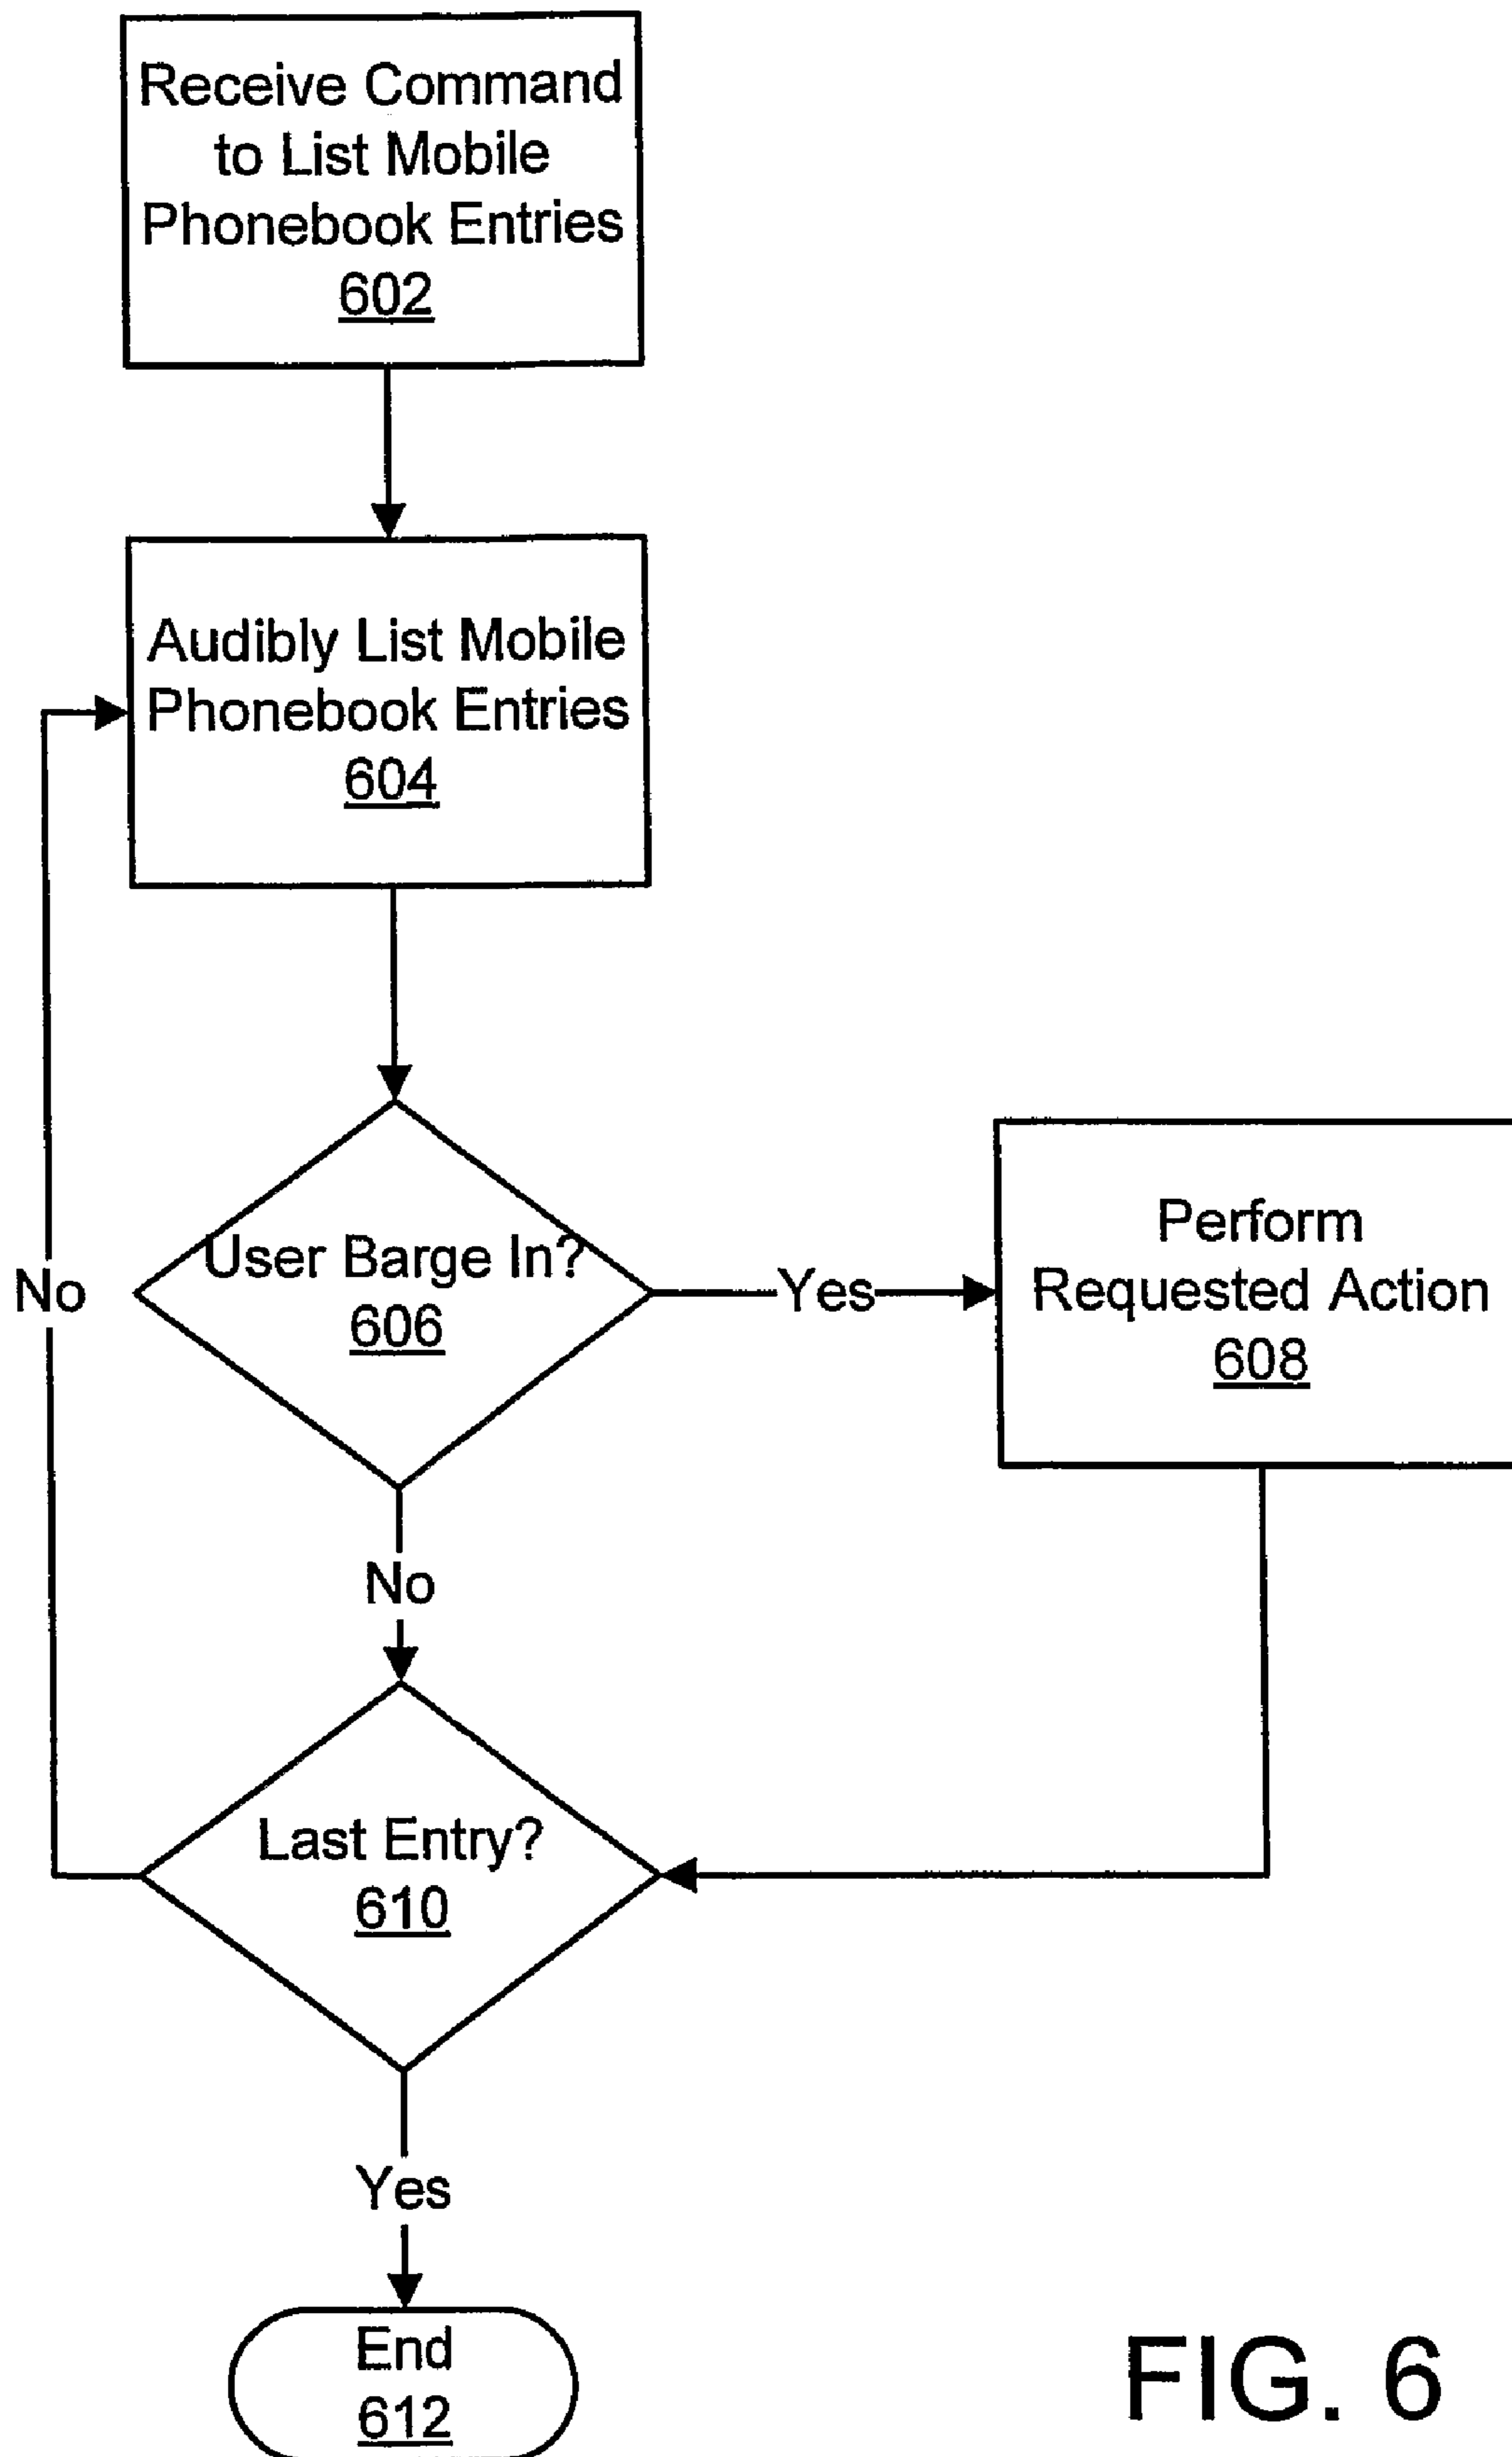 Receive Command
to List Mobile
Phonebook Entries
602
Audibly List Mobile
Phonebook Entries
604
User Barge In?
606
Yes
Perform
Requested Action
608
No
No
Last Entry?
610
Yes
End
612
FIG. 6